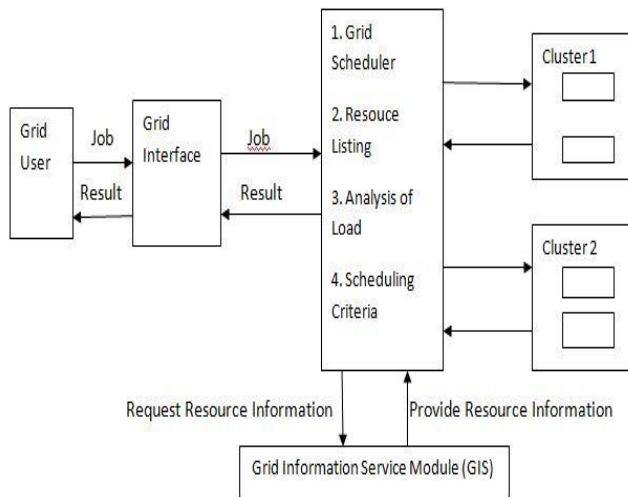 Grid
User
Job
Result
Grid
Interface
Job
Result
1. Grid
Scheduler
2. Resouce
Listing
3. Analysis of
Load
4. Scheduling
Criteria
Cluster 1
Cluster 2
Request Resource Information
Provide Resource Information
Grid Information Service Module (GIS)